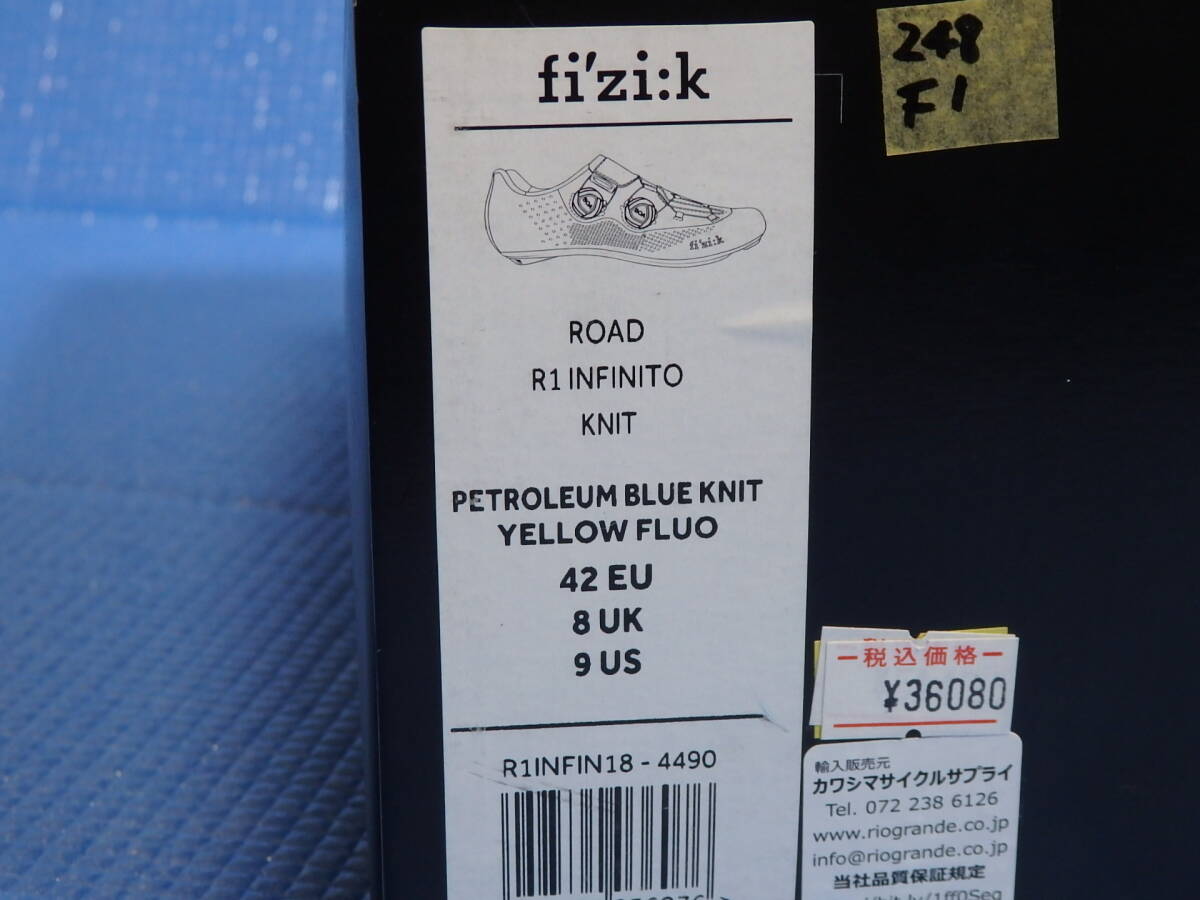 fi'zi:k
fi'zi:k
ROAD
R1 INFINITO
KNIT
PETROLEUM BLUE KNIT
YELLOW FLUO
42 EU
8 UK
9 US
R1INFIN18 - 4490
248
F1
税込価格
¥36080
輸入販売元
カワシマサイクルサプライ
Tel. 072 238 6126
www.riogrande.co.jp
info@riogrande.co.jp
当社品質保証規定